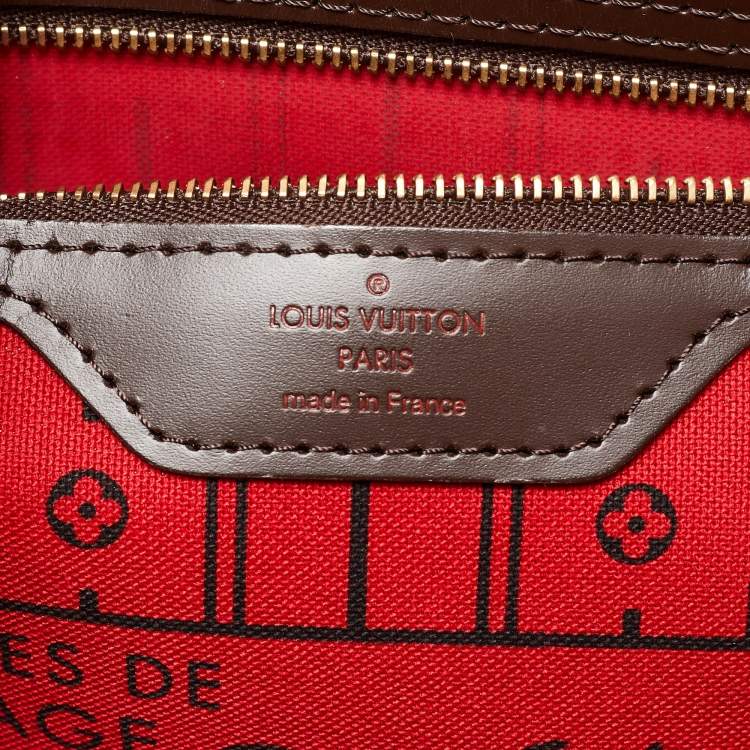 ®
LOUIS VUITTON
PARIS
made in France
ES DE
AGE